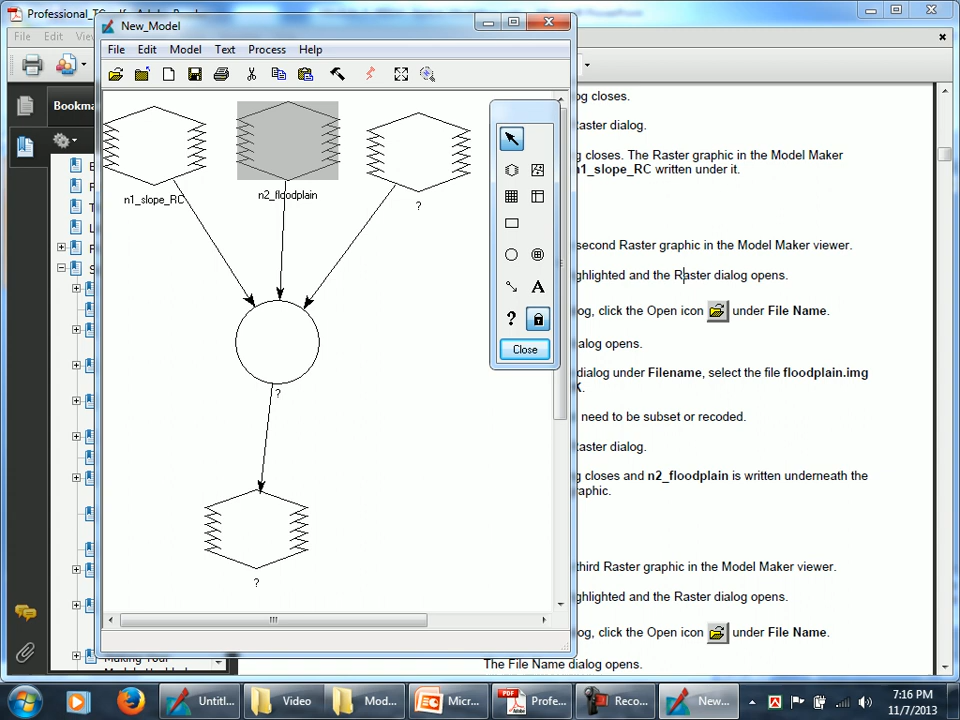 Professional_TG
New_Model
File Edit View
File Edit Model Text Process Help
Bookma
n1_slope_RC
n2_floodplain
?
?
?
A
?
Close
og closes.
Raster dialog.
g closes. The Raster graphic in the Model Maker
n1_slope_RC written under it.
second Raster graphic in the Model Maker viewer.
ghlighted and the Raster dialog opens.
og, click the Open icon under File Name.
alog opens.
dialog under Filename, select the file floodplain.img
K.
need to be subset or recoded.
aster dialog.
g closes and n2_floodplain is written underneath the
aphic.
third Raster graphic in the Model Maker viewer.
ghlighted and the Raster dialog opens.
og, click the Open icon under File Name.
The File Name dialog opens.
Making Your
Untitl...
Video
Mod...
Micr...
Profe...
Reco...
New...
7:16 PM
11/7/2013